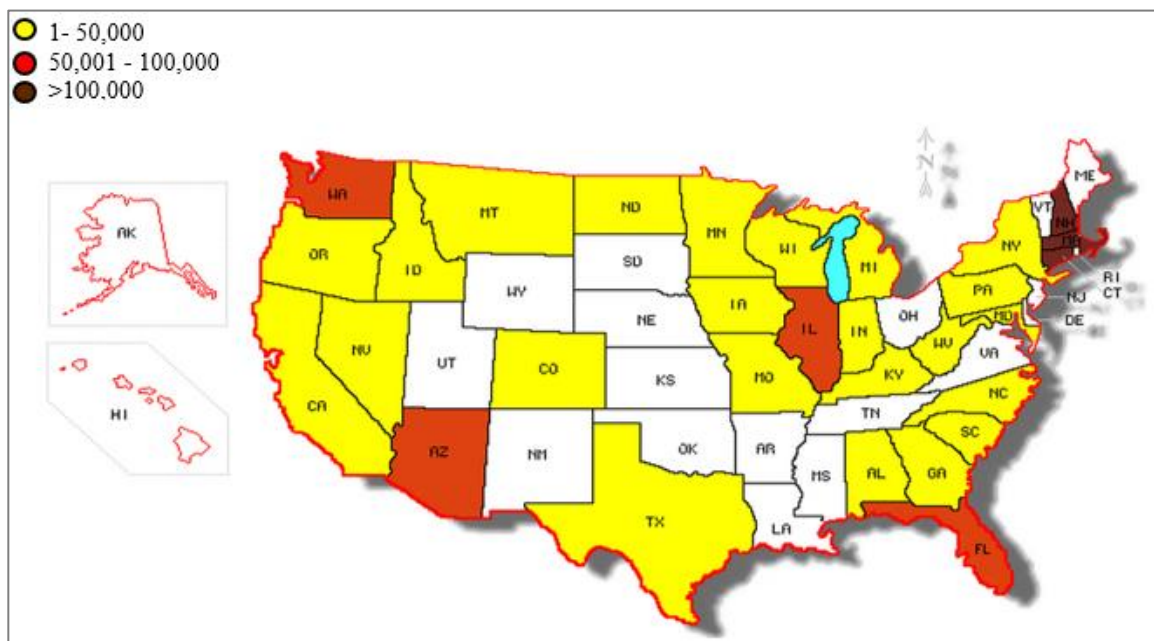 1- 50,000
50,001 - 100,000
>100,000
N
ME
WA
VT
NH
MT
ND
MN
AK
OR
ID
WI
MI
NY
SD
WY
RI
CT
IA
PA
NJ
NE
OH
DE
NV
UT
IL
IN
MD
WV
VA
CO
KS
MO
KY
CA
HI
NC
TN
AZ
NM
OK
AR
SC
MS
AL
GA
TX
LA
FL